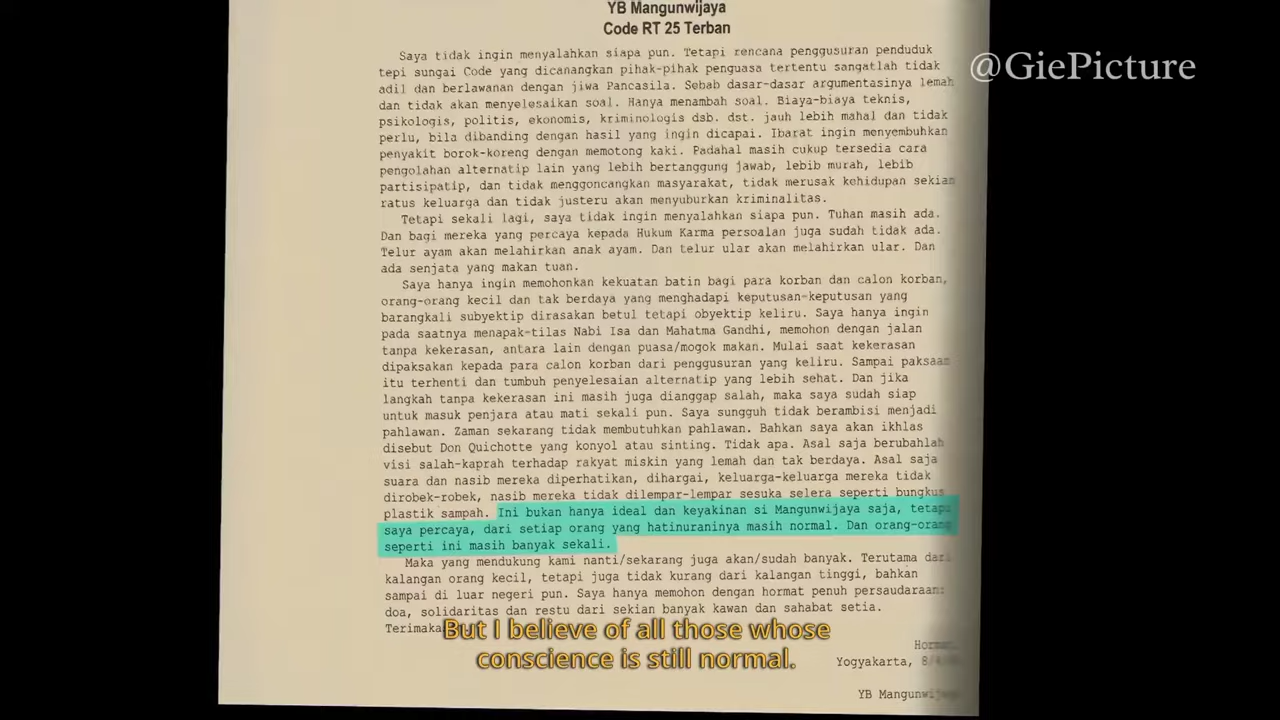 YB Mangunwijaya
Code RT 25 Terban
@GiePicture
Saya tidak ingin menyalahkan siapa pun. Tetapi rencana penggusuran penduduk
tepi sungai Code yang dicanangkan pihak-pihak penguasa tertentu sangatlah tidak
adil dan berlawanan dengan jiwa Pancasila. Sebab dasar-dasar argumentasinya lemah
dan tidak akan menyelesaikan soal. Hanya menambah soal. Biaya-biaya teknis,
psikologis, politis, ekonomis, kriminologis dsb. dst. jauh lebih mahal dan tidak
perlu, bila dibanding dengan hasil yang ingin dicapai. Ibarat ingin menyembuhkan
penyakit borok-koreng dengan memotong kaki. Padahal masih cukup tersedia cara
pengolahan alternatip lain yang lebih bertanggung jawab, lebib murah, lebib
partisipatip, dan tidak menggoncangkan masyarakat, tidak merusak kehidupan sekian
ratus keluarga dan tidak justeru akan menyuburkan kriminalitas.
Tetapi sekali lagi, saya tidak ingin menyalahkan siapa pun. Tuhan masih ada.
Dan bagi mereka yang percaya kepada Hukum Karma persoalan juga sudah tidak ada.
Telur ayam akan melahirkan anak ayam. Dan telur ular akan melahirkan ular. Dan
ada senjata yang makan tuan.
Saya hanya ingin memohonkan kekuatan batin bagi para korban dan calon korban,
orang-orang kecil dan tak berdaya yang menghadapi keputusan-keputusan yang
barangkali subyektip dirasakan betul tetapi obyektip keliru. Saya hanya ingin
pada saatnya menapak-tilas Nabi Isa dan Mahatma Gandhi, memohon dengan jalan
tanpa kekerasan, antara lain dengan puasa/mogok makan. Mulai saat kekerasan
dipaksakan kepada para calon korban dari penggusuran yang keliru. Sampai paksaan
itu terhenti dan tumbuh penyelesaian alternatip yang lebih sehat. Dan jika
langkah tanpa kekerasan ini masih juga dianggap salah, maka saya sudah siap
untuk masuk penjara atau mati sekali pun. Saya sungguh tidak berambisi menjadi
pahlawan. Zaman sekarang tidak membutuhkan pahlawan. Bahkan saya akan ikhlas
disebut Don Quichotte yang konyol atau sinting. Tidak apa. Asal saja berubahlah
visi salah-kaprah terhadap rakyat miskin yang lemah dan tak berdaya. Asal saja
suara dan nasib mereka diperhatikan, dihargai, keluarga-keluarga mereka tidak
dirobek-robek, nasib mereka tidak dilempar-lempar sesuka selera seperti bungkus
plastik sampah. Ini bukan hanya ideal dan keyakinan si Mangunwijaya saja, tetapi
saya percaya, dari setiap orang yang hatinuraninya masih normal. Dan orang-orang
seperti ini masih banyak sekali.
Maka yang mendukung kami nanti/sekarang juga akan/sudah banyak. Terutama dari
kalangan orang kecil, tetapi juga tidak kurang dari kalangan tinggi, bahkan
sampai di luar negeri pun. Saya hanya memohon dengan hormat penuh persaudaraan:
doa, solidaritas dan restu dari sekian banyak kawan dan sahabat setia.
But I believe of all those whose
conscience is still normal.
Yogyakarta,
YB Mangunwijaya